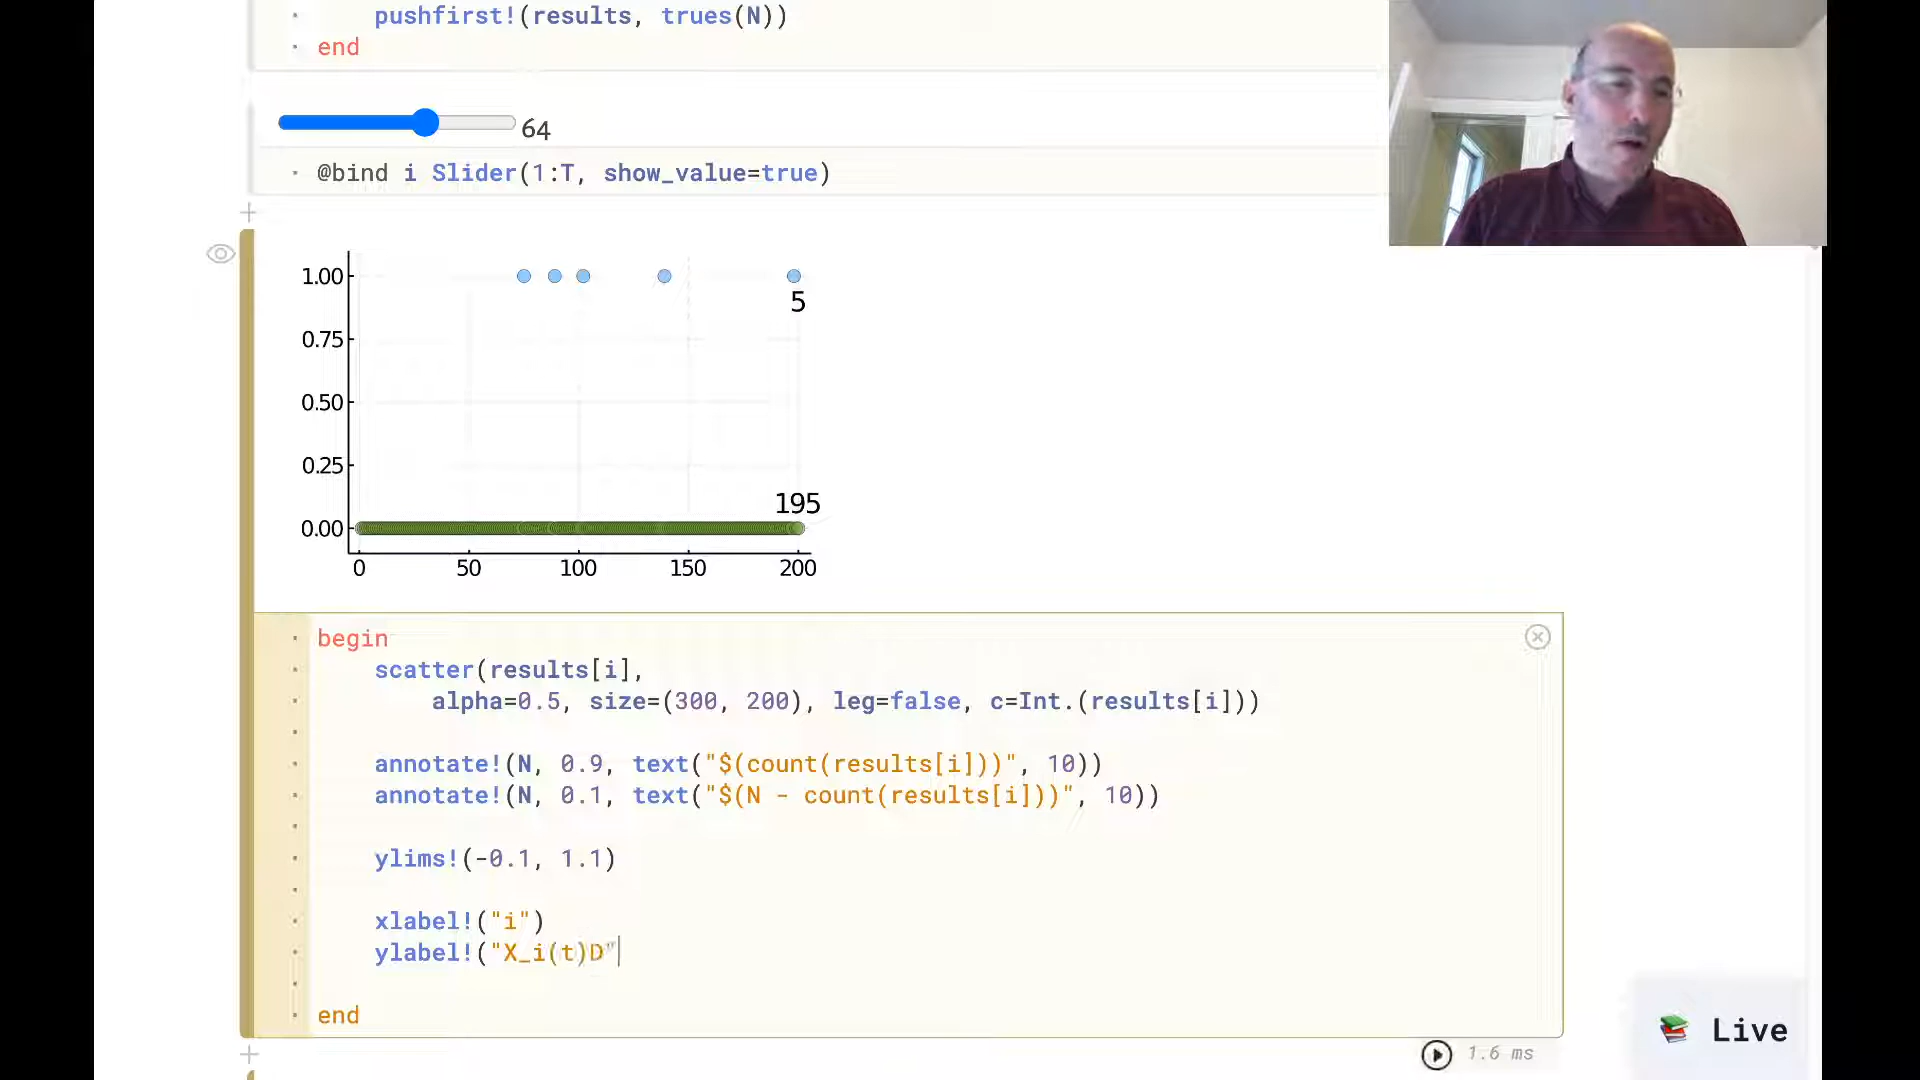 pushfirst!(results, trues(N))
end
64
@bind i Slider(1:T, show_value=true)
1.00
5
0.75
0.50
0.25
195
0.00
0 50 100 150 200
begin
scatter(results[i],
alpha=0.5, size=(300, 200), leg=false, c=Int.(results[i]))
annotate!(N, 0.9, text("$(count(results[i]))", 10))
annotate!(N, 0.1, text("$(N - count(results[i]))", 10))
ylims!(-0.1, 1.1)
xlabel!("i")
ylabel!("X_i(t)D"
end
Live
1.6 ms